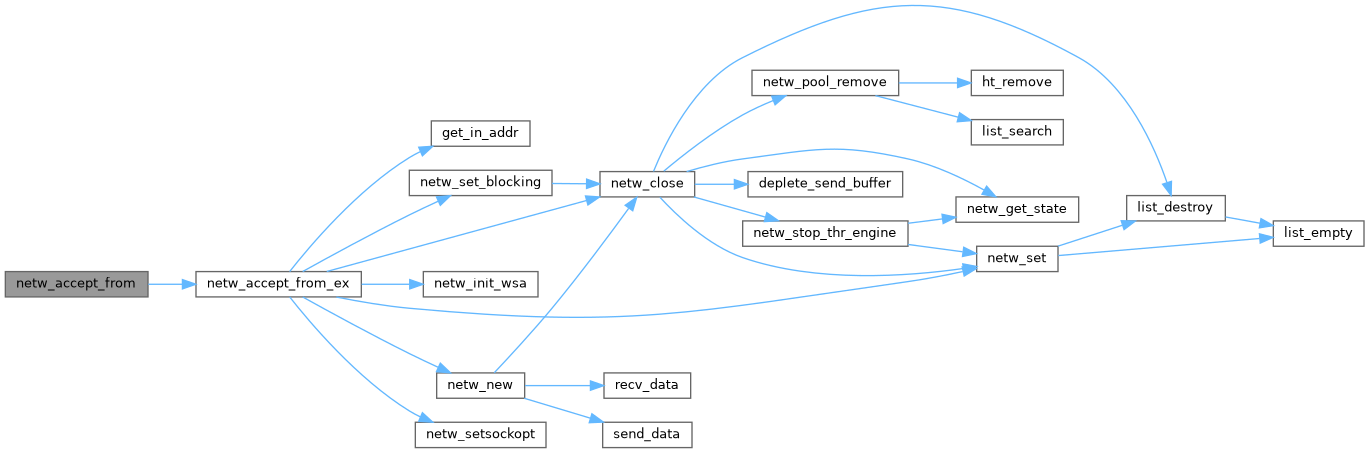 netw_accept_from
netw_accept_from_ex
get_in_addr
netw_set_blocking
netw_init_wsa
netw_new
netw_setsockopt
netw_close
recv_data
send_data
netw_pool_remove
deplete_send_buffer
netw_stop_thr_engine
ht_remove
list_search
netw_get_state
netw_set
list_destroy
list_empty